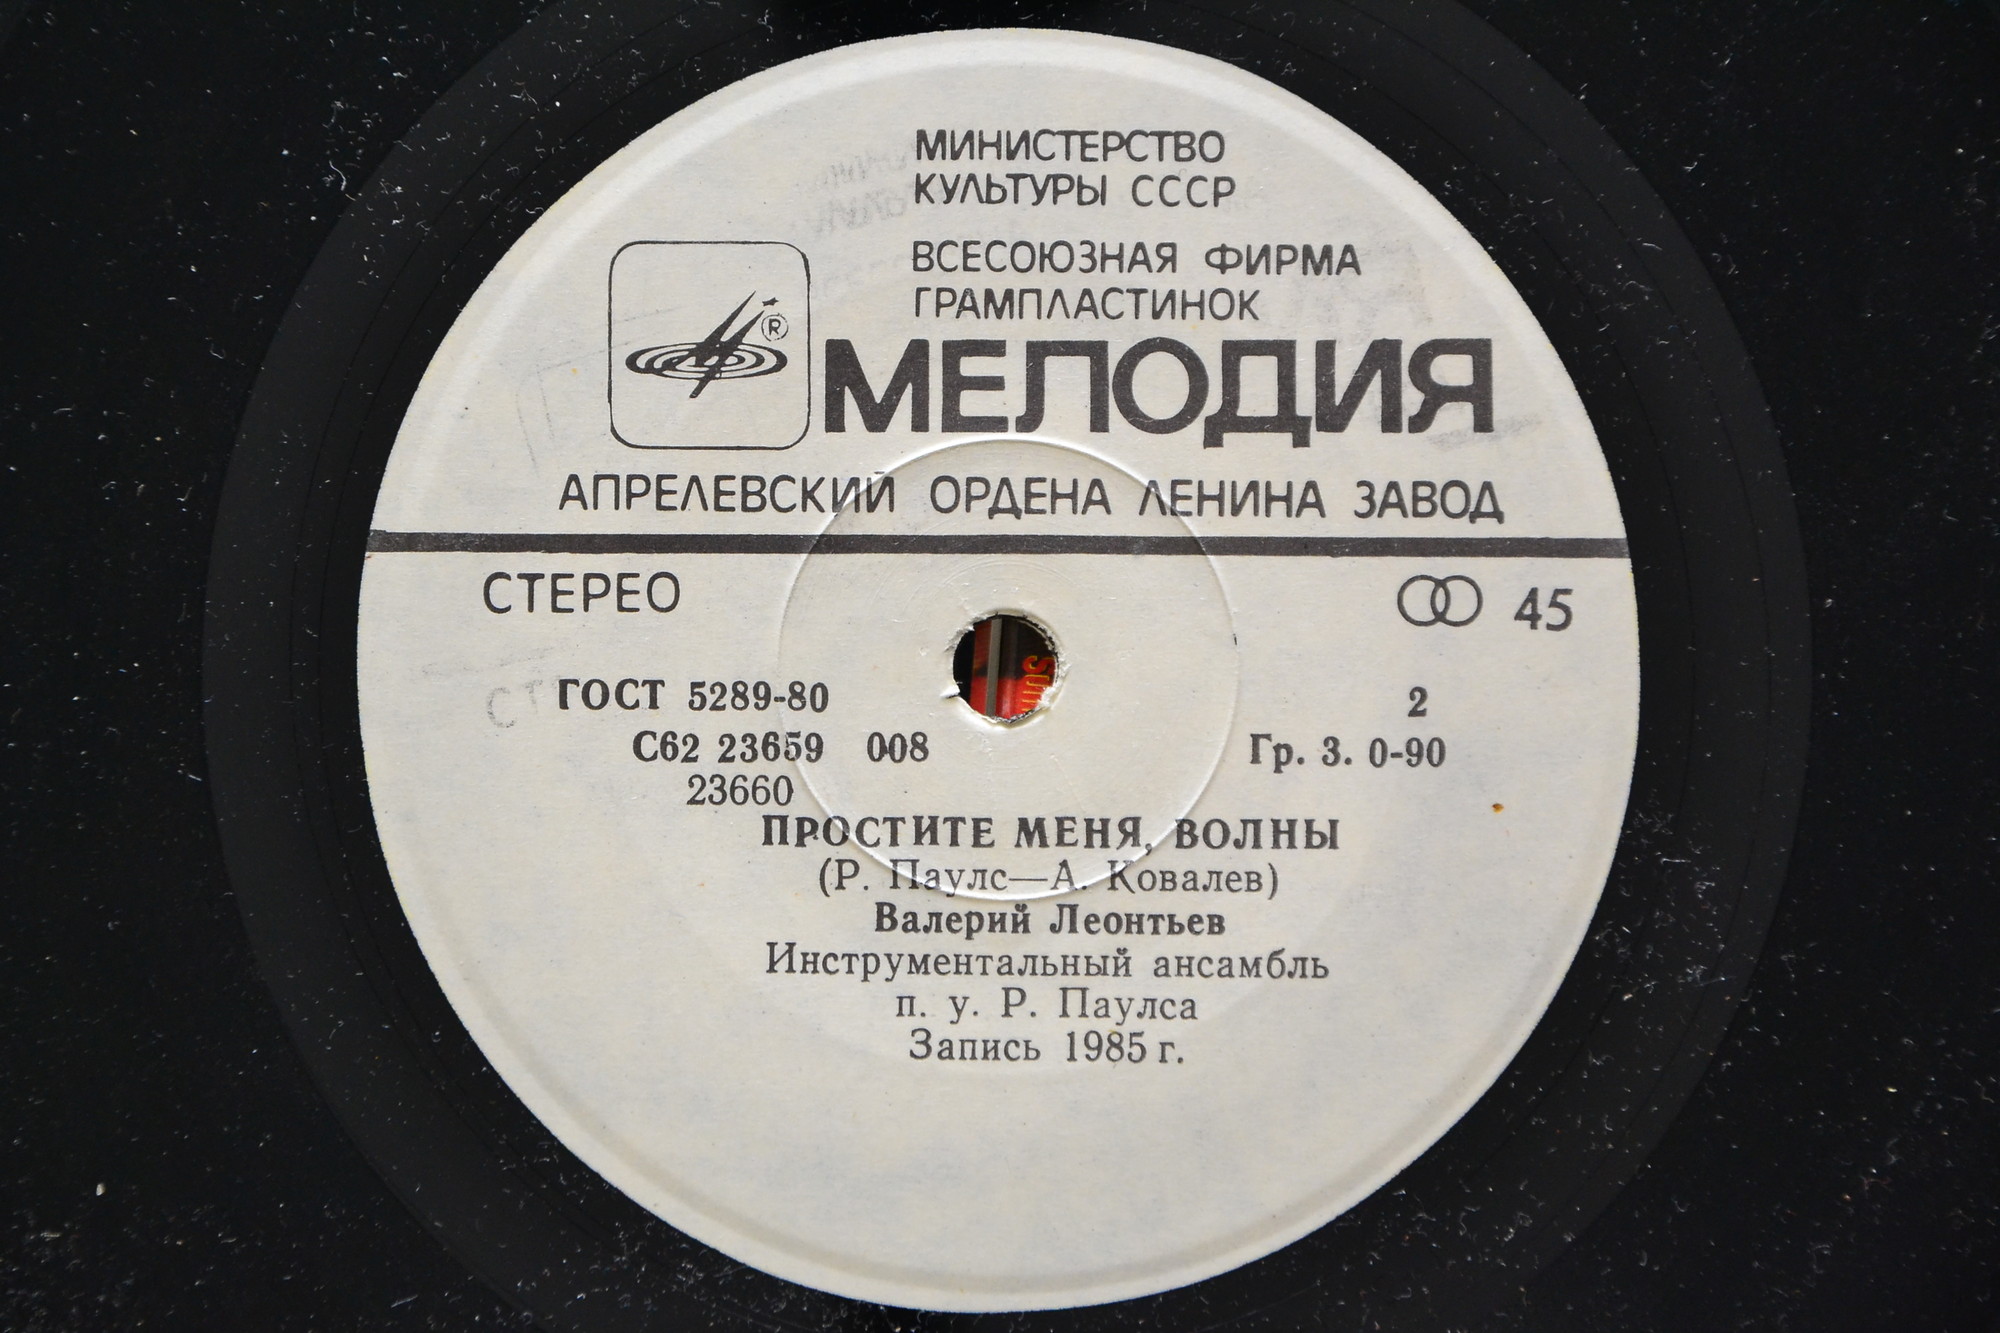 МИНИСТЕРСТВО
КУЛЬТУРЫ СССР
ВСЕСОЮЗНАЯ ФИРМА
ГРАМПЛАСТИНОК
®
МЕЛОДИЯ
АПРЕЛЕВСКИЙ ОРДЕНА ЛЕНИНА ЗАВОД
СТЕРЕО 45
ГОСТ 5289-80 2
С62 23659 008 Гр. 3. 0-90
23660
ПРОСТИТЕ МЕНЯ, ВОЛНЫ
(Р. Паулс—А. Ковалев)
Валерий Леонтьев
Инструментальный ансамбль
п. у. Р. Паулса
Запись 1985 г.